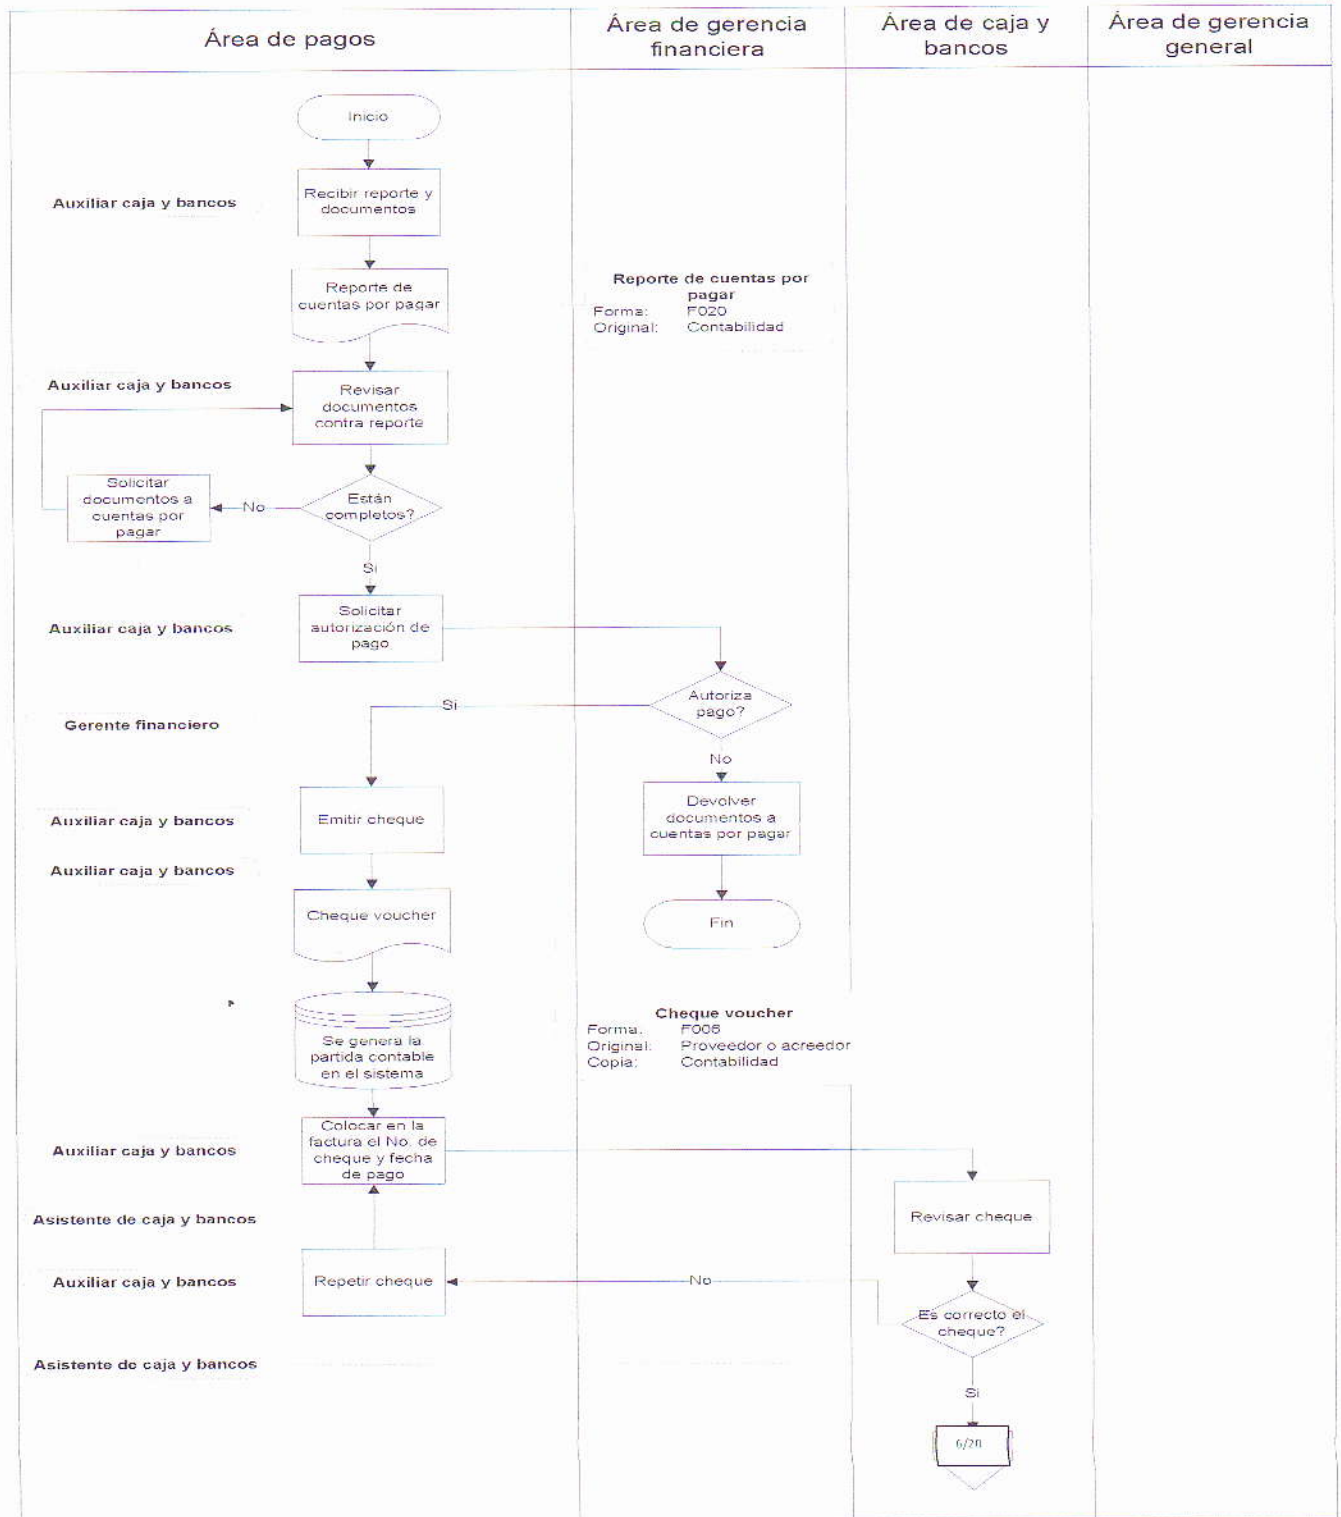 Área de pagos
Área de gerencia
financiera
Área de caja y
bancos
Área de gerencia
general
Inicio
Auxiliar caja y bancos
Recibir reporte y
documentos
Reporte de
cuentas por pagar
Reporte de cuentas por
pagar
Forma: F020
Original: Contabilidad
Auxiliar caja y bancos
Revisar
documentos
contra reporte
Solicitar
documentos a
cuentas por
pagar
No
Están
completos?
Si
Auxiliar caja y bancos
Solicitar
autorización de
pago
Autoriza
pago?
Si
Gerente financiero
No
Auxiliar caja y bancos
Emitir cheque
Devolver
documentos a
cuentas por pagar
Auxiliar caja y bancos
Cheque voucher
Fin
Cheque voucher
Forma:
Original: Proveedor o acreedor
Copia: Contabilidad
Se genera la
partida contable
en el sistema
Auxiliar caja y bancos
Colocar en la
factura el No. de
cheque y fecha
de pago
Asistente de caja y bancos
Revisar cheque
Auxiliar caja y bancos
Repetir cheque
No
Es correcto el
cheque?
Asistente de caja y bancos
Si
6/20